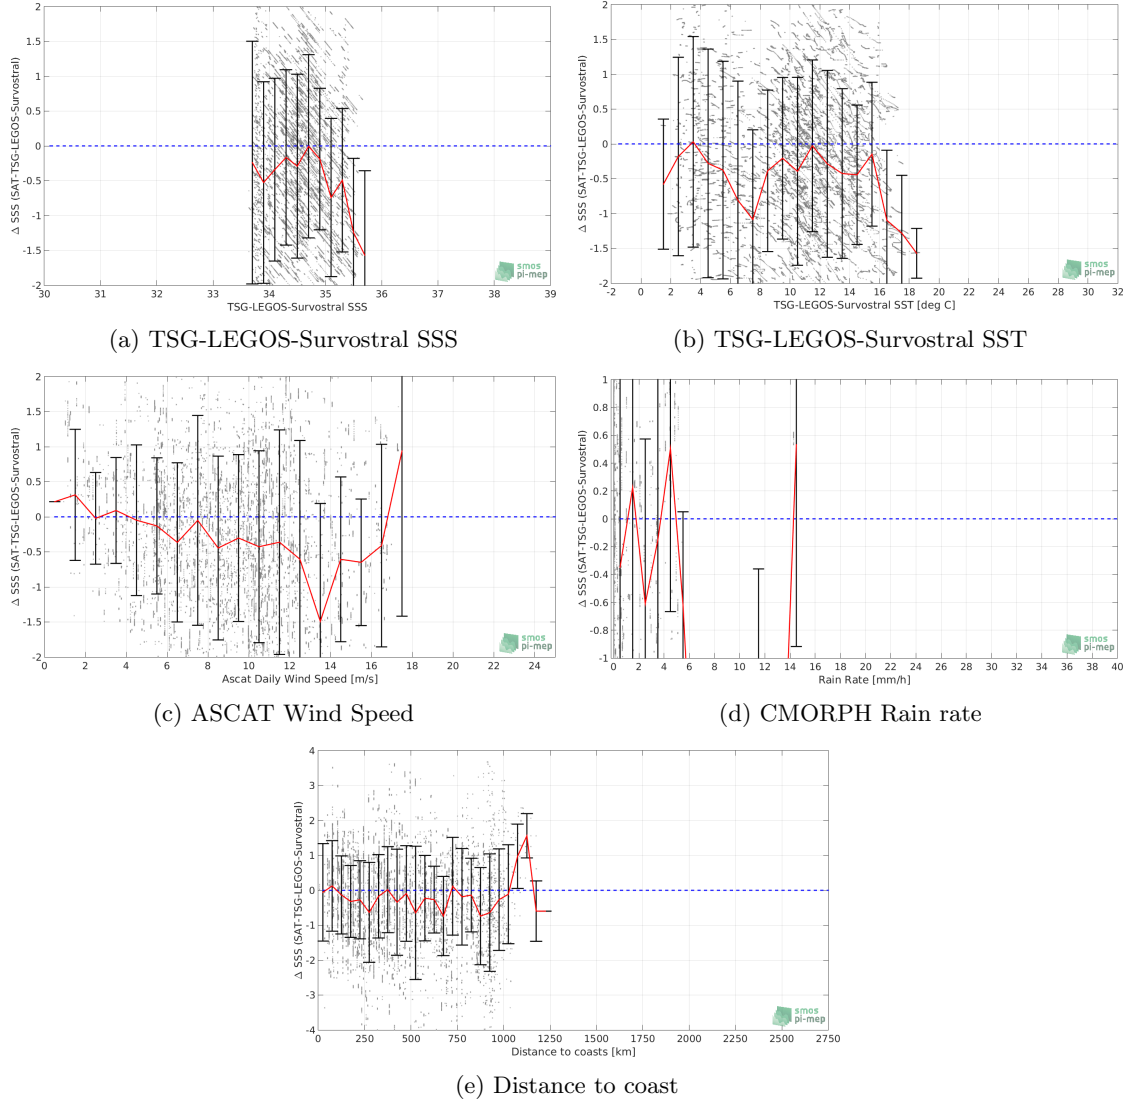 2
1.5
1
0.5
0
-0.5
-1
-1.5
-2
Δ SSS (SAT-TSG-LEGOS-Survostral)
30 31 32 33 34 35 36 37 38 39
TSG-LEGOS-Survostral SSS
smos
pi-mep
(a) TSG-LEGOS-Survostral SSS
2
1.5
1
0.5
0
-0.5
-1
-1.5
-2
Δ SSS (SAT-TSG-LEGOS-Survostral)
-2 0 2 4 6 8 10 12 14 16 18 20 22 24 26 28 30 32
TSG-LEGOS-Survostral SST [deg C]
smos
pi-mep
(b) TSG-LEGOS-Survostral SST
2
1.5
1
0.5
0
-0.5
-1
-1.5
-2
Δ SSS (SAT-TSG-LEGOS-Survostral)
0 2 4 6 8 10 12 14 16 18 20 22 24
Ascat Daily Wind Speed [m/s]
smos
pi-mep
(c) ASCAT Wind Speed
1
0.8
0.6
0.4
0.2
0
-0.2
-0.4
-0.6
-0.8
-1
Δ SSS (SAT-TSG-LEGOS-Survostral)
0 2 4 6 8 10 12 14 16 18 20 22 24 26 28 30 32 34 36 38 40
Rain Rate [mm/h]
smos
pi-mep
(d) CMORPH Rain rate
4
3
2
1
0
-1
-2
-3
-4
Δ SSS (SAT-TSG-LEGOS-Survostral)
0 250 500 750 1000 1250 1500 1750 2000 2250 2500 2750
Distance to coasts [km]
smos
pi-mep
(e) Distance to coast